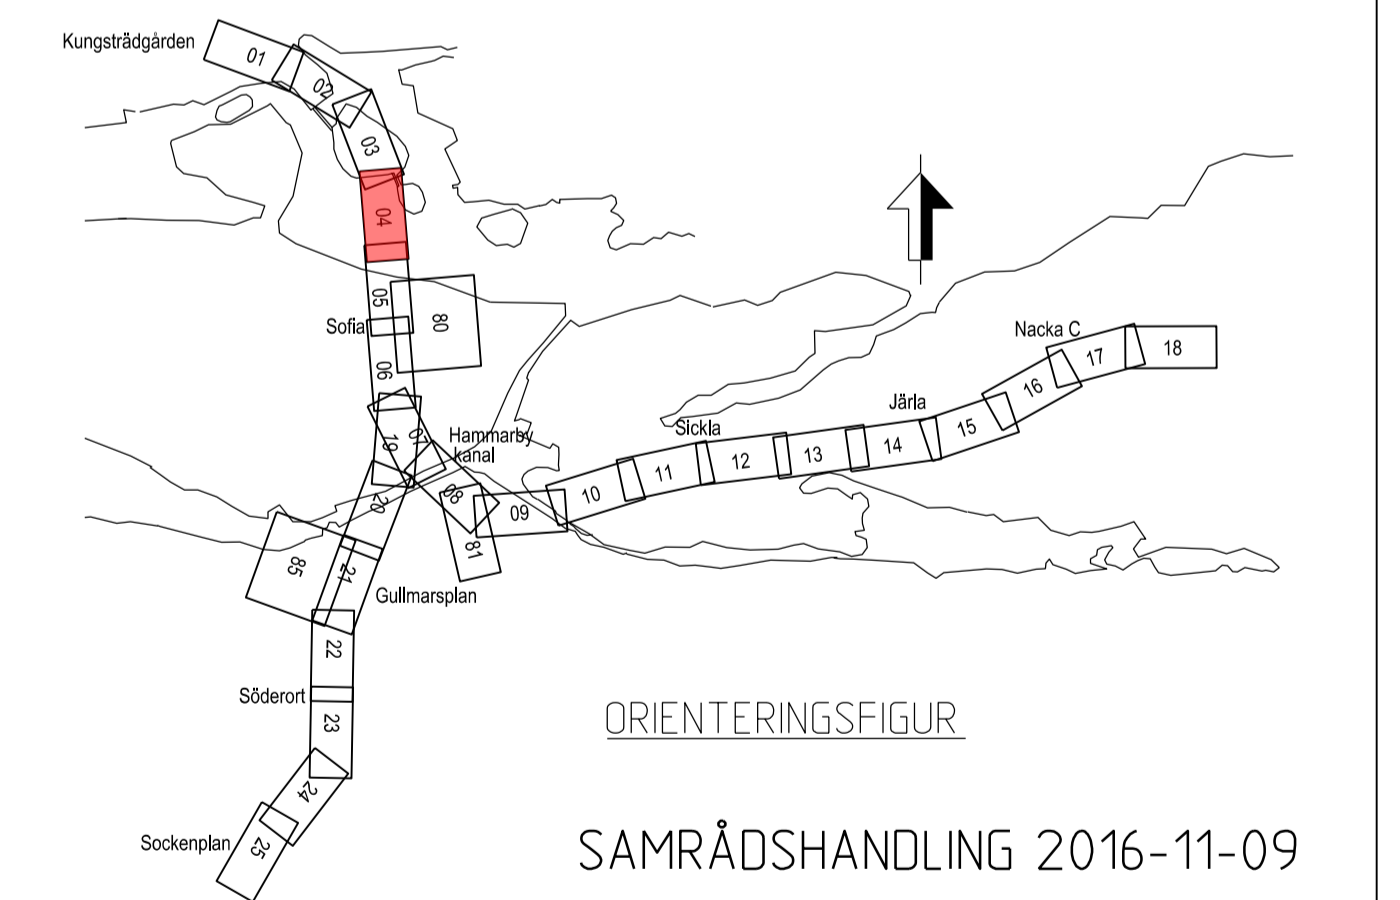 Kungsträdgården
01
02
03
04
05
80
Sofia
06
Nacka C
18
17
16
Järla
15
14
13
12
Sickla
11
10
09
Hammarby
kanal
07
19
08
81
20
21
85
Gullmarsplan
22
Söderort
23
24
Sockenplan
25
ORIENTERINGSFIGUR
SAMRÅDSHANDLING 2016-11-09